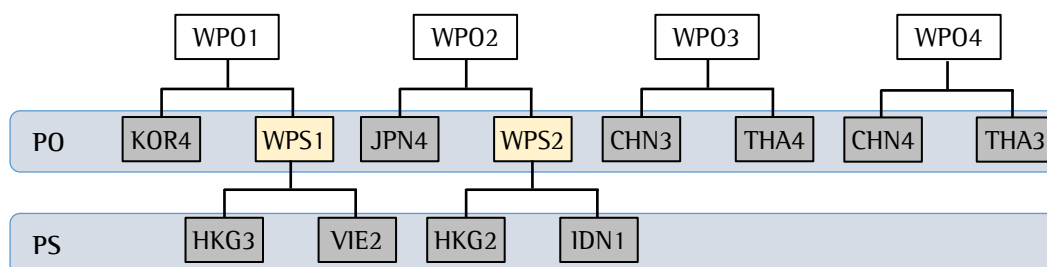 WPO1 WPO2 WPO3 WPO4
PO KOR4 WPS1 JPN4 WPS2 CHN3 THA4 CHN4 THA3
PS HKG3 VIE2 HKG2 IDN1